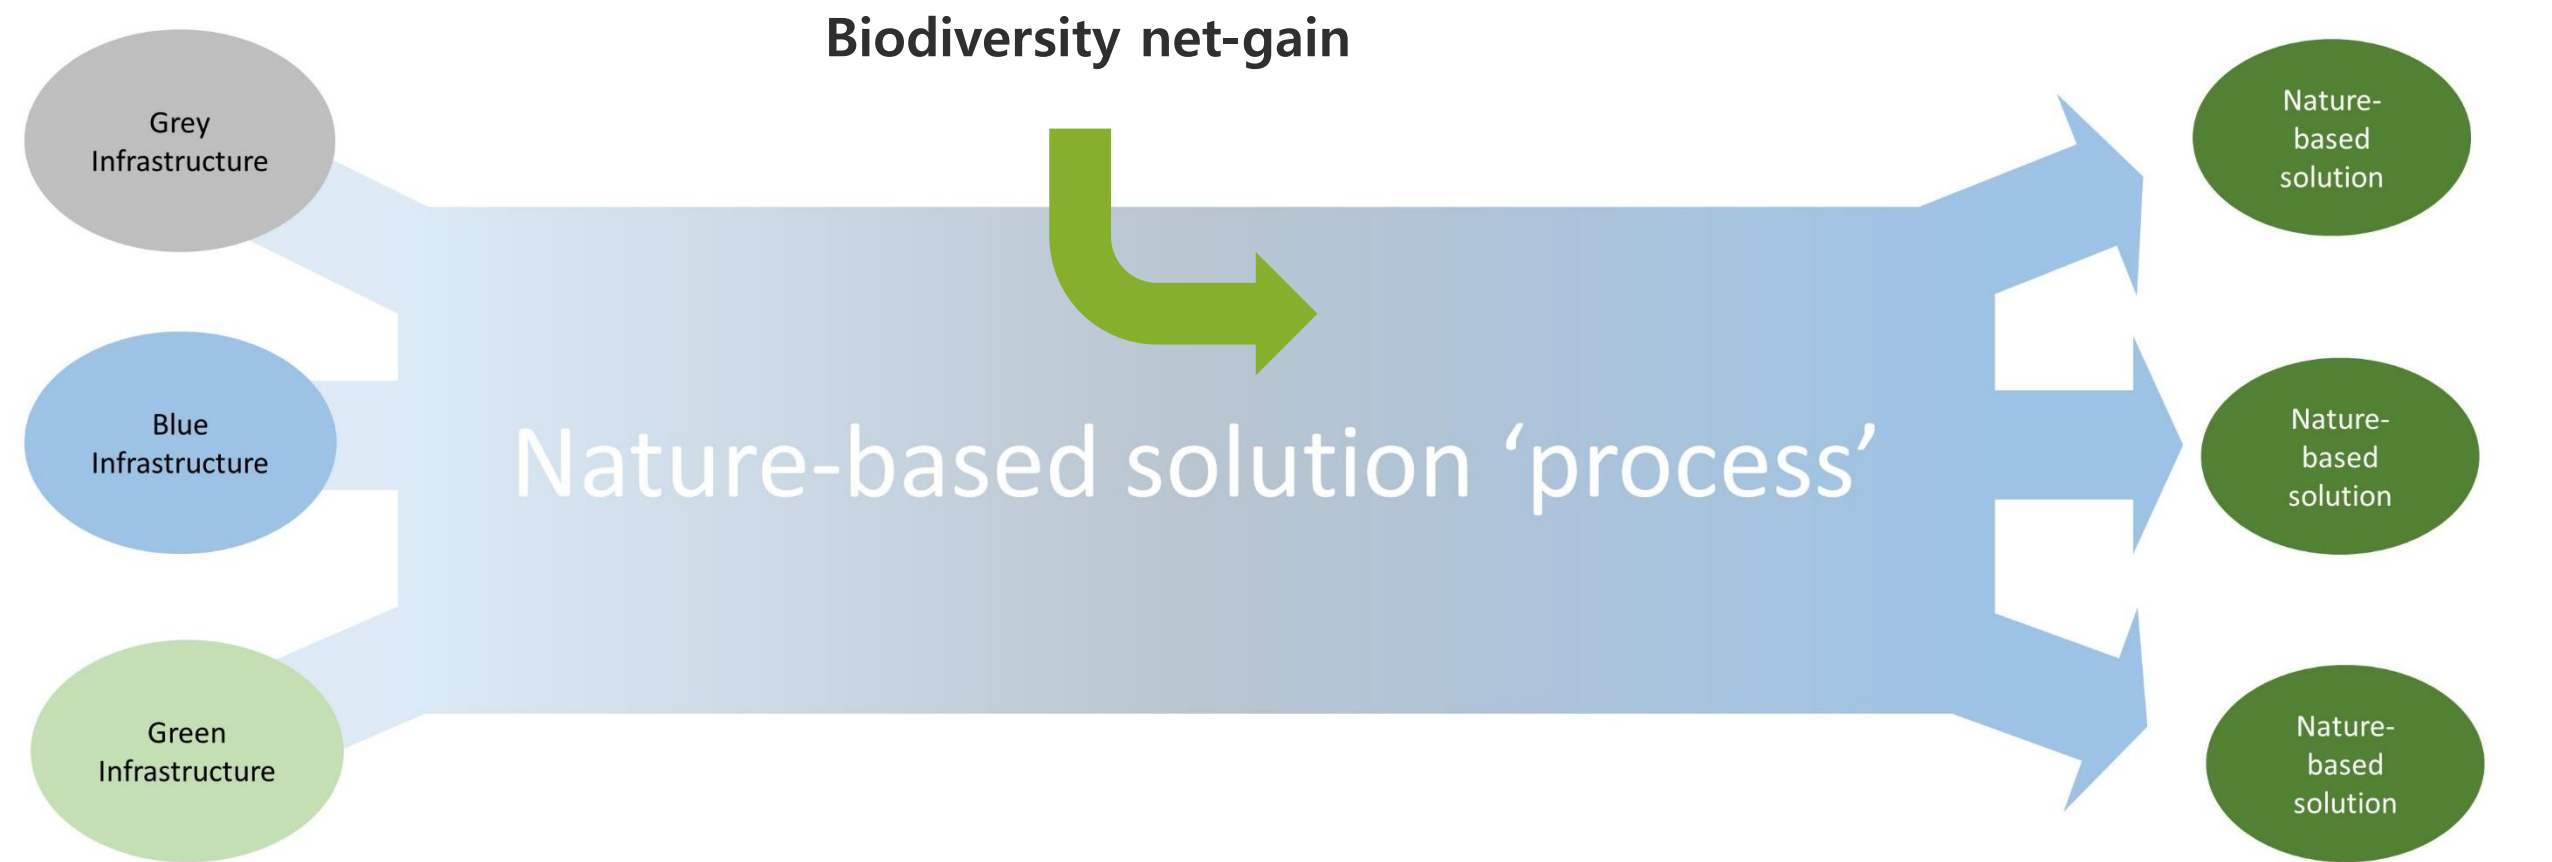 Biodiversity net-gain
Grey
Infrastructure
Blue
Infrastructure
Green
Infrastructure
Nature-based solution ‘process’
Nature-
based
solution
Nature-
based
solution
Nature-
based
solution